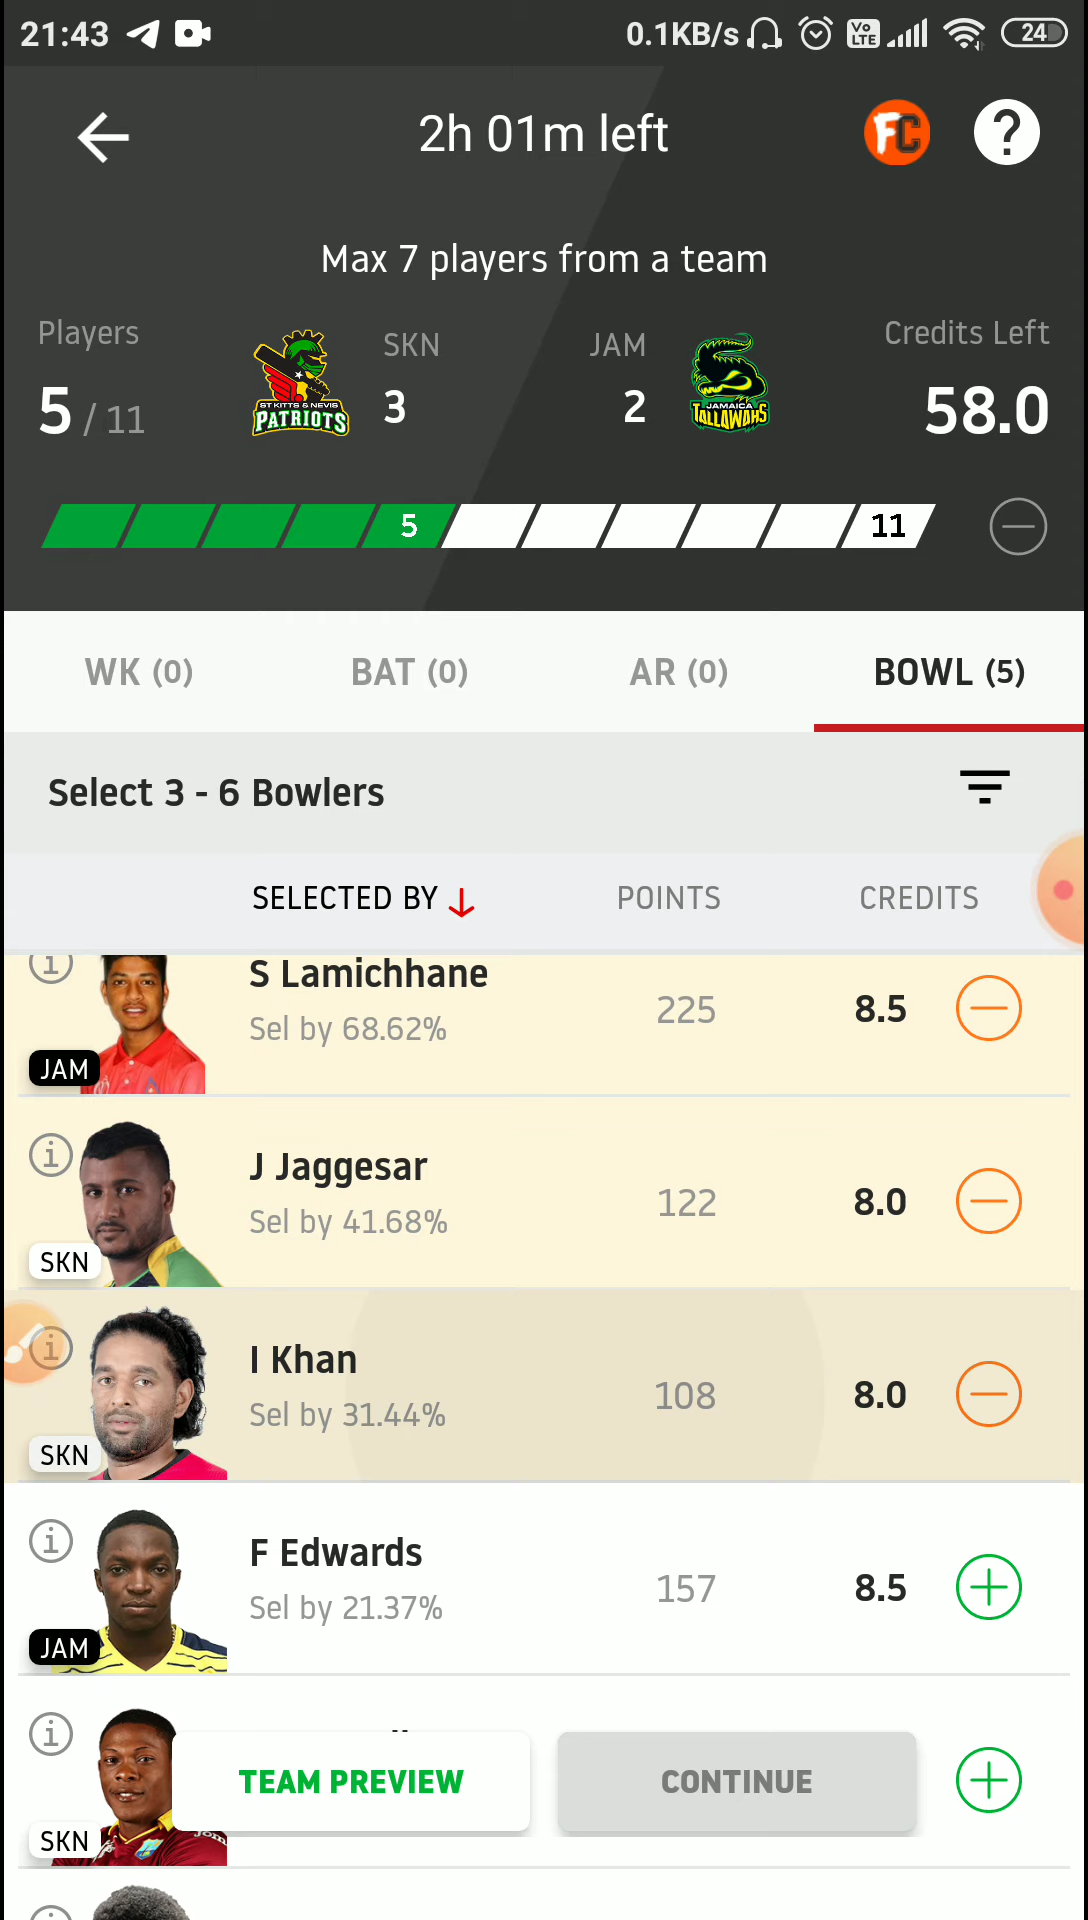 21:43 0.1KB/s Vo LTE 24
2h 01m left FC ?
Max 7 players from a team
Players SKN JAM Credits Left
5 / 11 3 2 58.0
ST KITTS & NEVIS
PATRIOTS
JAMAICA
TALLAWAHS
5 11
WK (0) BAT (0) AR (0) BOWL (5)
Select 3 - 6 Bowlers
SELECTED BY POINTS CREDITS
S Lamichhane
Sel by 68.62% 225 8.5
JAM
J Jaggesar
Sel by 41.68% 122 8.0
SKN
I Khan
Sel by 31.44% 108 8.0
SKN
F Edwards
Sel by 21.37% 157 8.5
JAM
TEAM PREVIEW CONTINUE
SKN